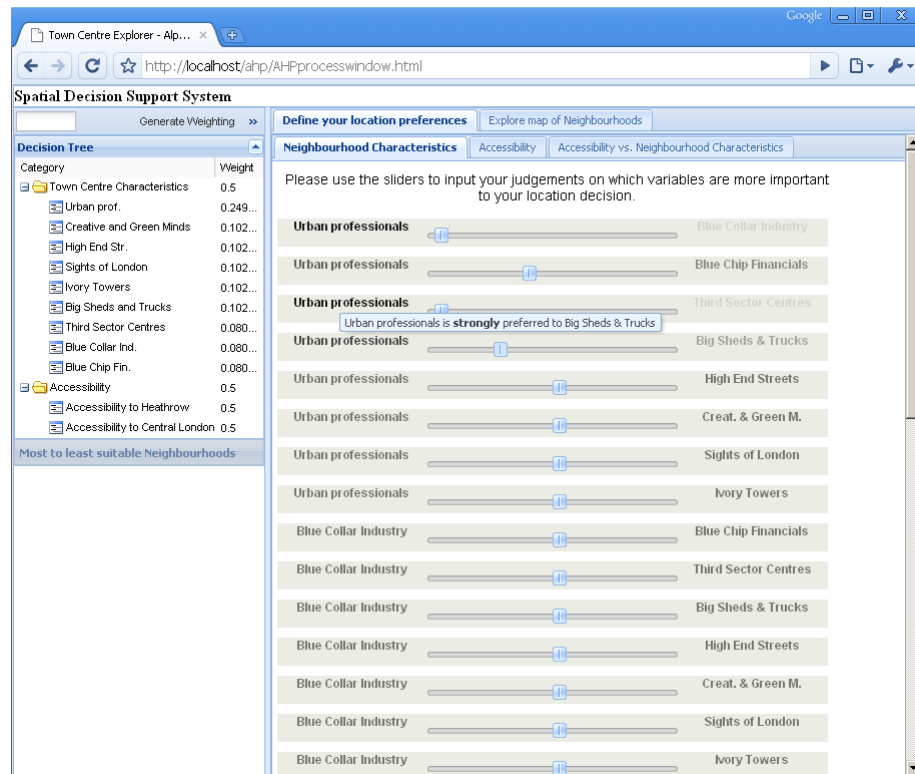 Google
Town Centre Explorer - Alp...
http://localhost/ahp/AHPprocesswindow.html
Spatial Decision Support System
Generate Weighting »
Decision Tree
Category Weight
Town Centre Characteristics 0.5
Urban prof. 0.249...
Creative and Green Minds 0.102...
High End Str. 0.102...
Sights of London 0.102...
Ivory Towers 0.102...
Big Sheds and Trucks 0.102...
Third Sector Centres 0.080...
Blue Collar Ind. 0.080...
Blue Chip Fin. 0.080...
Accessibility 0.5
Accessibility to Heathrow 0.5
Accessibility to Central London 0.5
Most to least suitable Neighbourhoods
Define your location preferences Explore map of Neighbourhoods
Neighbourhood Characteristics Accessibility Accessibility vs. Neighbourhood Characteristics
Please use the sliders to input your judgements on which variables are more important
to your location decision.
Urban professionals Blue Collar Industry
Urban professionals Blue Chip Financials
Urban professionals Third Sector Centres
Urban professionals is strongly preferred to Big Sheds & Trucks
Urban professionals Big Sheds & Trucks
Urban professionals High End Streets
Urban professionals Creat. & Green M.
Urban professionals Sights of London
Urban professionals Ivory Towers
Blue Collar Industry Blue Chip Financials
Blue Collar Industry Third Sector Centres
Blue Collar Industry Big Sheds & Trucks
Blue Collar Industry High End Streets
Blue Collar Industry Creat. & Green M.
Blue Collar Industry Sights of London
Blue Collar Industry Ivory Towers